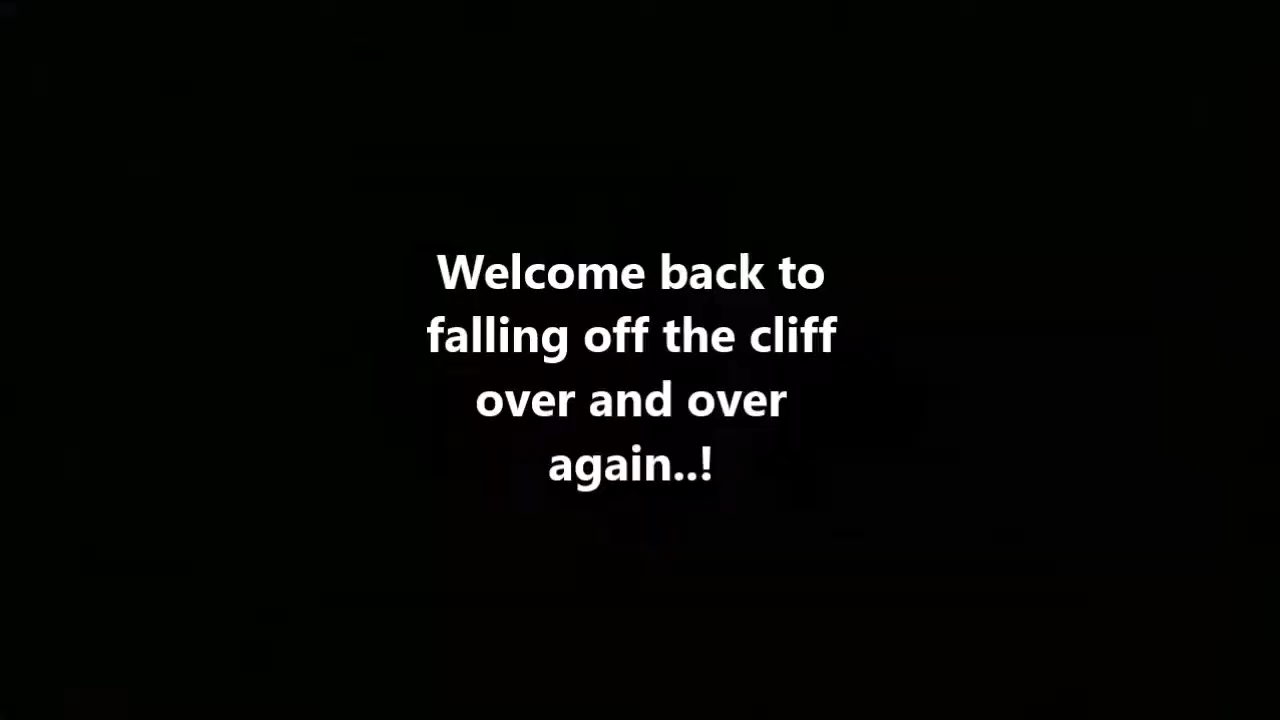 Welcome back to
falling off the cliff
over and over
again..!